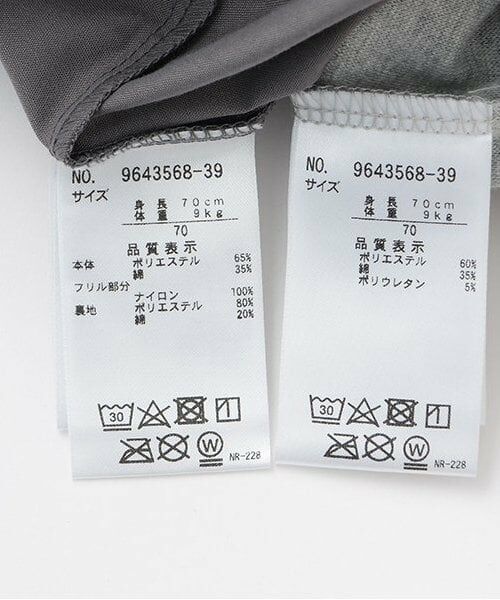 NO. 9643568-39
サイズ
身長 70cm
体重 9kg
70
品質表示
本体 ポリエステル 65%
綿 35%
フリル部分
ナイロン 100%
裏地 ポリエステル 80%
綿 20%
30
W
NR-228
NO. 9643568-39
サイズ
身長 70cm
体重 9kg
70
品質表示
ポリエステル 60%
綿 35%
ポリウレタン 5%
30
W
NR-228